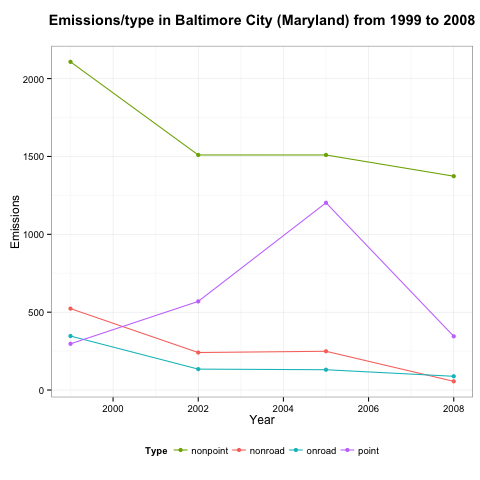 Emissions/type in Baltimore City (Maryland) from 1999 to 2008
2000
1500
1000
500
0
Emissions
2000 2002 2004 2006 2008
Year
Type nonpoint nonroad onroad point